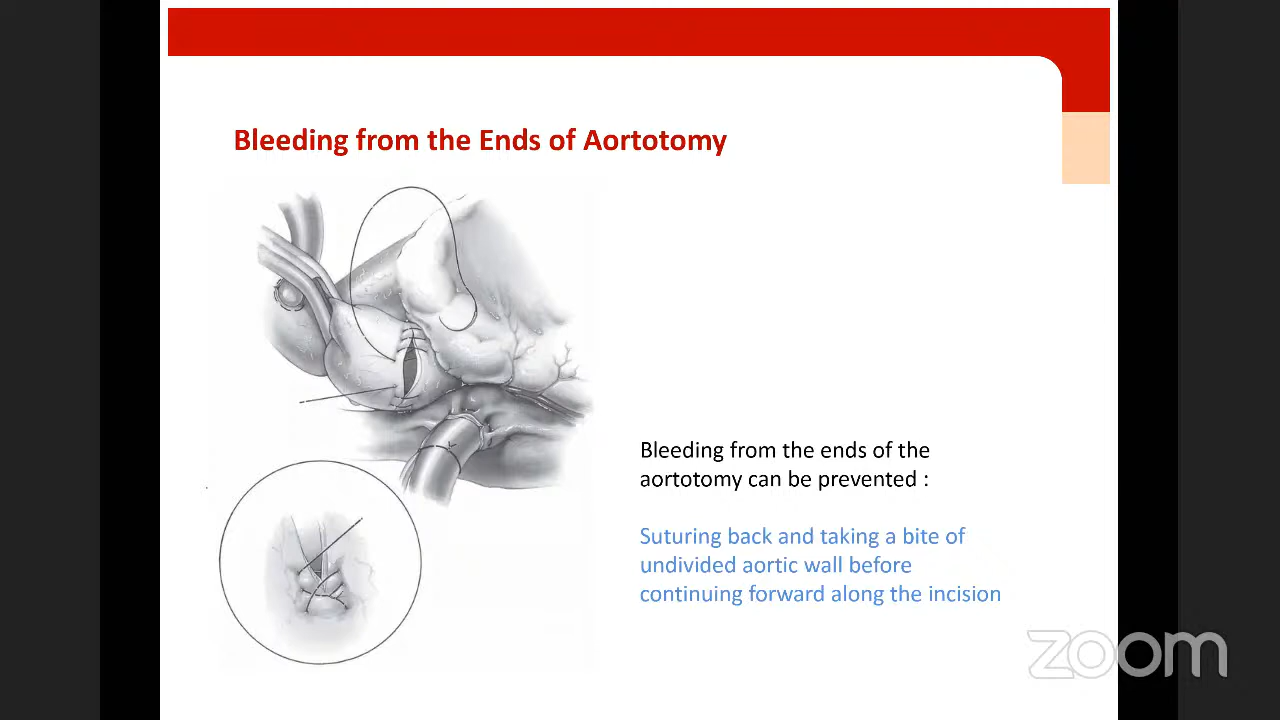 Bleeding from the Ends of Aortotomy
Bleeding from the ends of the
aortotomy can be prevented :
Suturing back and taking a bite of
undivided aortic wall before
continuing forward along the incision
zoom